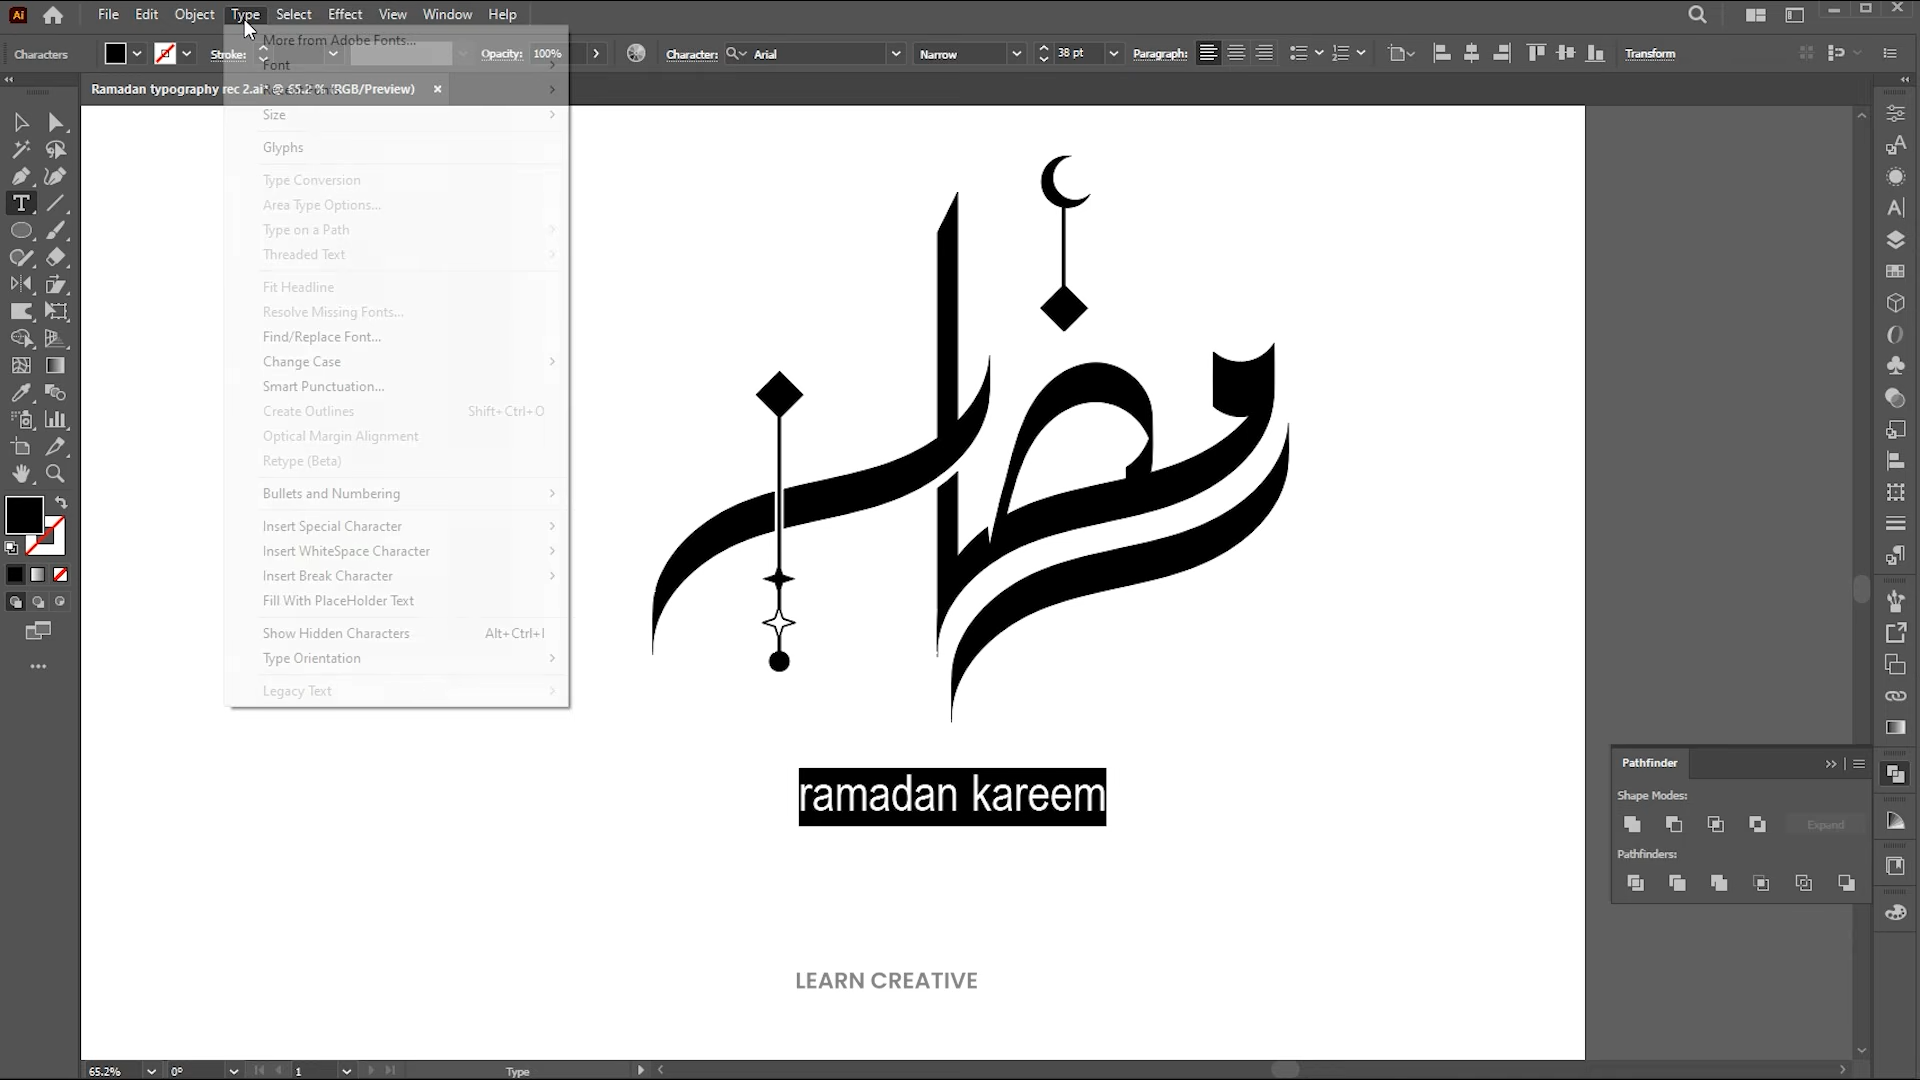 Ai File Edit Object Type Select Effect View Window Help
Characters Stroke: Opacity: 100% Character: Arial Narrow 38 pt Paragraph: Transform
More from Adobe Fonts...
Font
Ramadan typography rec 2.ai* @ 65.2 % (RGB/Preview) ×
Size
Glyphs
Type Conversion
Area Type Options...
Type on a Path
Threaded Text
Fit Headline
Resolve Missing Fonts...
Find/Replace Font...
Change Case
Smart Punctuation...
Create Outlines Shift+Ctrl+O
Optical Margin Alignment
Retype (Beta)
Bullets and Numbering
Insert Special Character
Insert WhiteSpace Character
Insert Break Character
Fill With PlaceHolder Text
Show Hidden Characters Alt+Ctrl+I
Type Orientation
Legacy Text
رمضان
ramadan kareem
LEARN CREATIVE
Pathfinder
Shape Modes:
Expand
Pathfinders:
65.2% 0° 1 Type